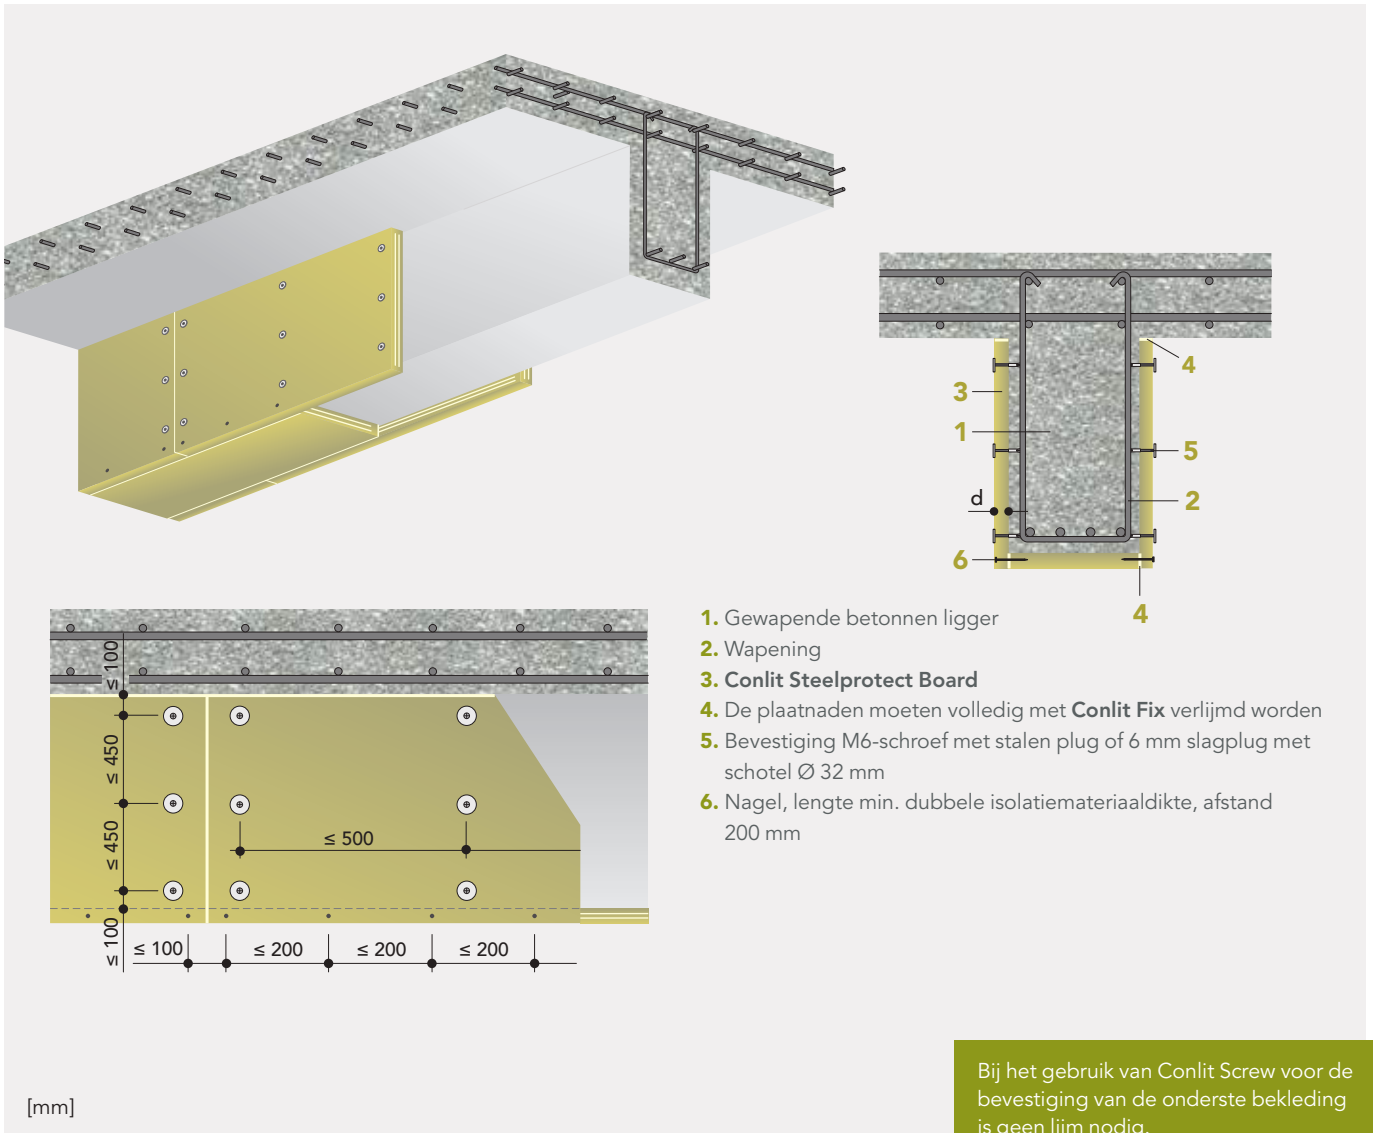 3
1
d
6
4
5
2
4
≤ 100
≤ 450
≤ 450
≤ 100
≤ 500
≤ 100
≤ 200
≤ 200
≤ 200
1. Gewapende betonnen ligger
2. Wapening
3. Conlit Steelprotect Board
4. De plaatnaden moeten volledig met Conlit Fix verlijmd worden
5. Bevestiging M6-schroef met stalen plug of 6 mm slagplug met
schotel Ø 32 mm
6. Nagel, lengte min. dubbele isolatiemateriaaldikte, afstand
200 mm
[mm]
Bij het gebruik van Conlit Screw voor de
bevestiging van de onderste bekleding
is geen lijm nodig.